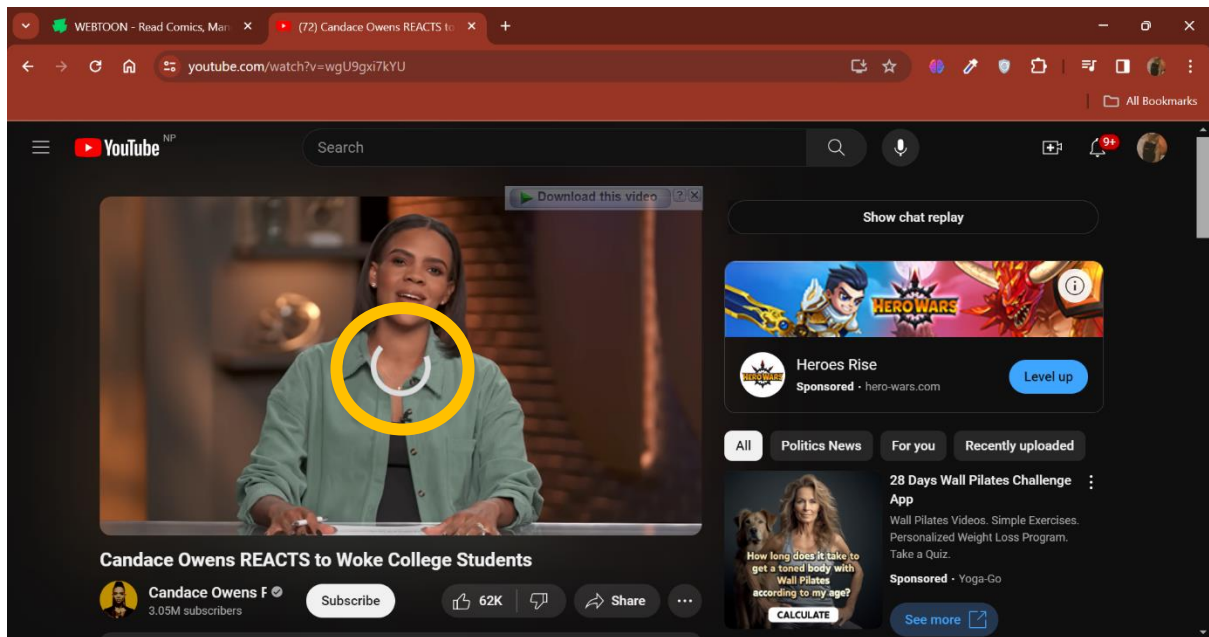 WEBTOON - Read Comics, Man
(72) Candace Owens REACTS to
youtube.com/watch?v=wgU9gxi7kYU
All Bookmarks
YouTube NP
Search
9+
Download this video ? X
Show chat replay
HERO WARS
HERO WARS
Heroes Rise
Sponsored · hero-wars.com
Level up
All
Politics News
For you
Recently uploaded
How long does it take to
get a toned body with
Wall Pilates
according to my age?
CALCULATE
28 Days Wall Pilates Challenge
App
Wall Pilates Videos. Simple Exercises.
Personalized Weight Loss Program.
Take a Quiz.
Sponsored · Yoga-Go
See more
Candace Owens REACTS to Woke College Students
Candace Owens F
3.05M subscribers
Subscribe
62K
Share